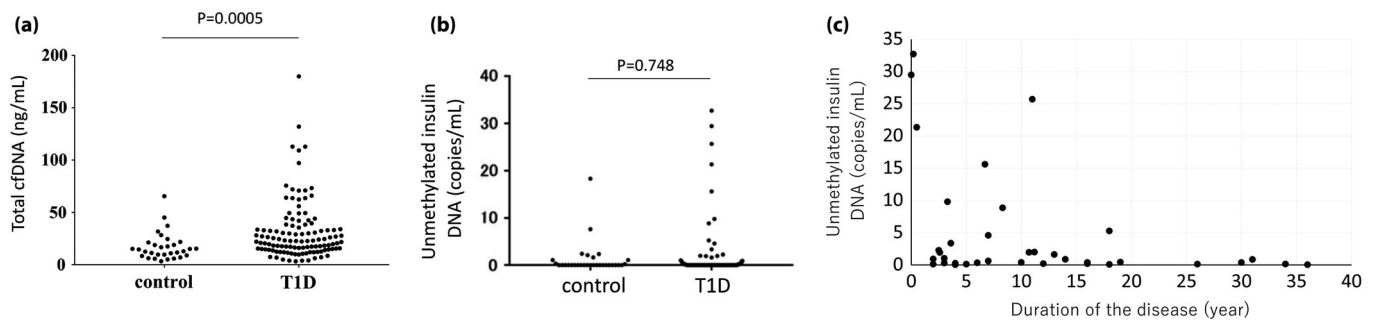 (a)
P=0.0005
Total cfDNA (ng/mL)
200
150
100
50
0
control
T1D
(b)
P=0.748
Unmethylated insulin
DNA (copies/mL)
40
30
20
10
0
control
T1D
(c)
Unmethylated insulin
DNA (copies/mL)
35
30
25
20
15
10
5
0
0
5
10
15
20
25
30
35
40
Duration of the disease (year)